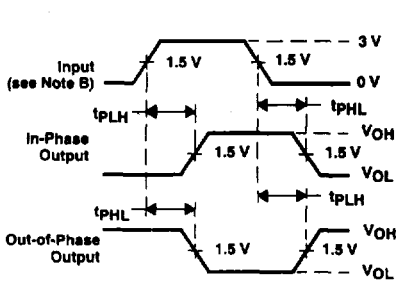 3 V
Input
(see Note B)
1.5 V
1.5 V
0 V
tPLH
tPHL
In-Phase
Output
VOH
1.5 V
1.5 V
VOL
tPHL
tPLH
Out-of-Phase
Output
VOH
1.5 V
1.5 V
VOL